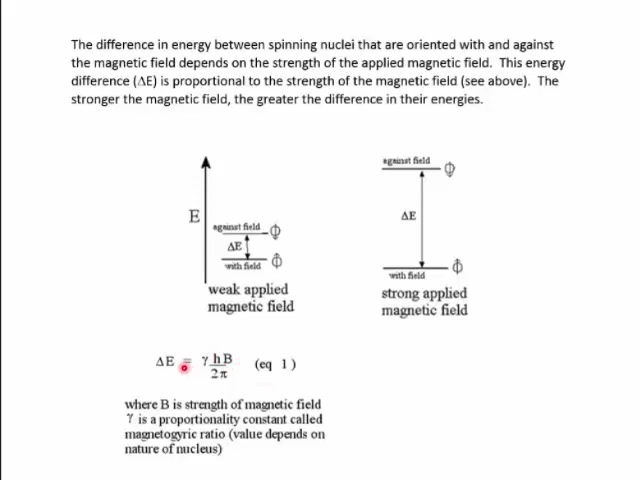 The difference in energy between spinning nuclei that are oriented with and against
the magnetic field depends on the strength of the applied magnetic field.  This energy
difference (ΔE) is proportional to the strength of the magnetic field (see above).  The
stronger the magnetic field, the greater the difference in their energies.
against field
E
against field
ΔE
ΔE
with field
with field
weak applied
magnetic field
strong applied
magnetic field
ΔE = γ hB / 2π (eq 1)
where B is strength of magnetic field
γ is a proportionality constant called
magnetogyric ratio (value depends on
nature of nucleus)